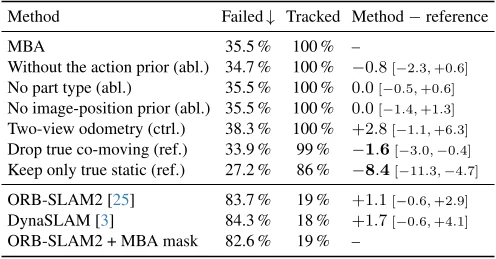 Method Failed↓ Tracked Method − reference
MBA 35.5 % 100 % –
Without the action prior (abl.) 34.7 % 100 % −0.8 [−2.3, +0.6]
No part type (abl.) 35.5 % 100 % 0.0 [−0.5, +0.6]
No image-position prior (abl.) 35.5 % 100 % 0.0 [−1.4, +1.3]
Two-view odometry (ctrl.) 38.3 % 100 % +2.8 [−1.1, +6.3]
Drop true co-moving (ref.) 33.9 % 99 % −1.6 [−3.0, −0.4]
Keep only true static (ref.) 27.2 % 86 % −8.4 [−11.3, −4.7]
ORB-SLAM2 [25] 83.7 % 19 % +1.1 [−0.6, +2.9]
DynaSLAM [3] 84.3 % 18 % +1.7 [−0.6, +4.1]
ORB-SLAM2 + MBA mask 82.6 % 19 % –